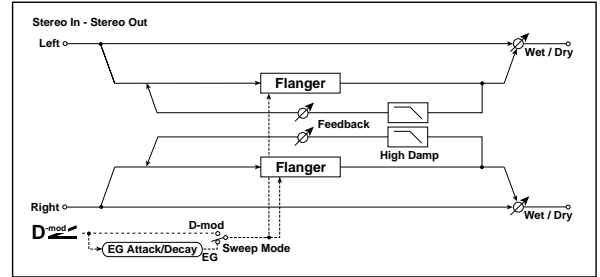 Stereo In - Stereo Out
Left
Wet / Dry
Flanger
Feedback
High Damp
Flanger
Right
Wet / Dry
D-mod
D-mod
EG Attack/Decay
EG
Sweep Mode